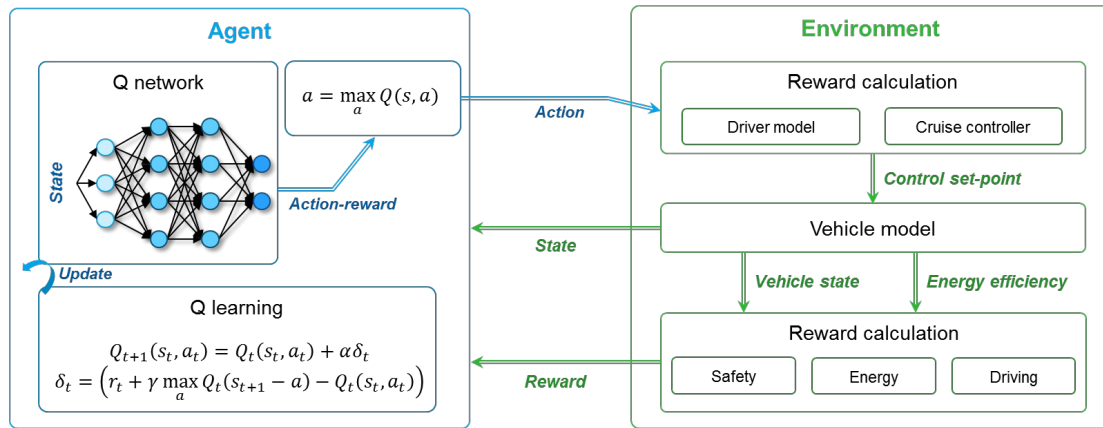 Agent
Q network
State
a = max_a Q(s, a)
Action-reward
Update
Q learning
Q_{t+1}(s_t, a_t) = Q_t(s_t, a_t) + αδ_t
δ_t = (r_t + γ max_a Q_t(s_{t+1} − a) − Q_t(s_t, a_t))
Action
State
Reward
Environment
Reward calculation
Driver model
Cruise controller
Control set-point
Vehicle model
Vehicle state
Energy efficiency
Reward calculation
Safety
Energy
Driving